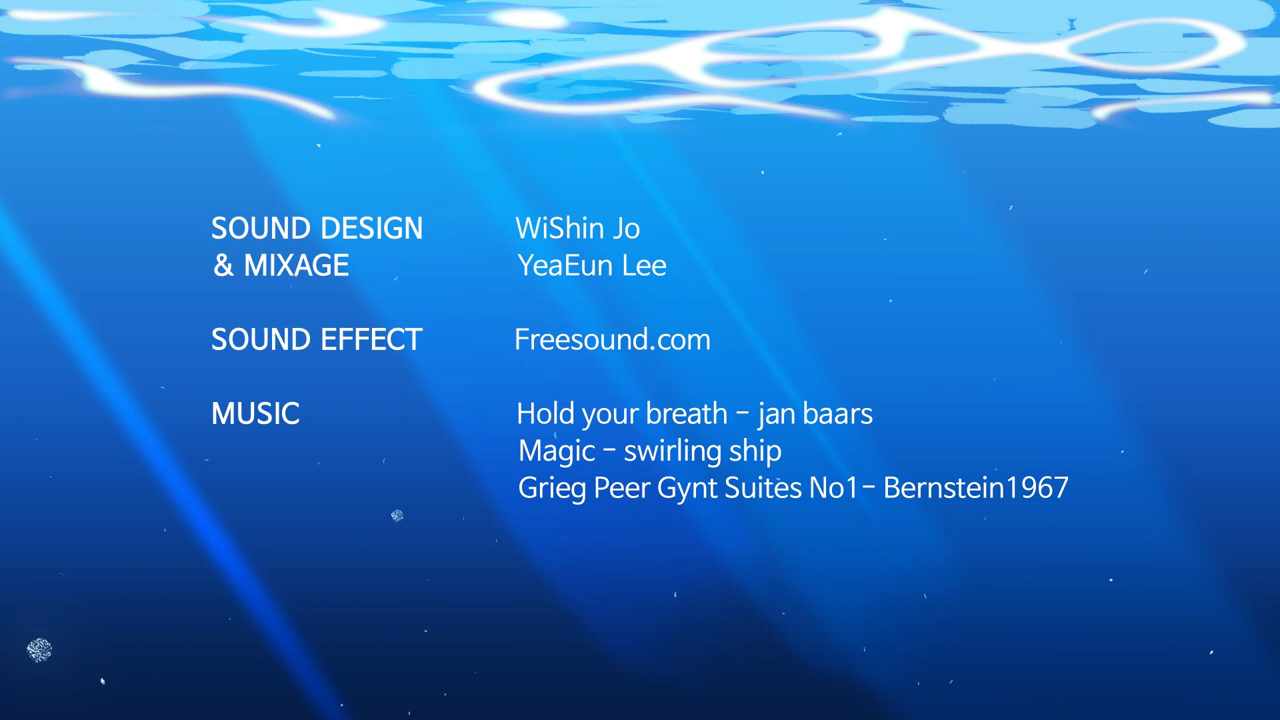 SOUND DESIGN WiShin Jo
& MIXAGE YeaEun Lee
SOUND EFFECT Freesound.com
MUSIC Hold your breath - jan baars
Magic - swirling ship
Grieg Peer Gynt Suites No1- Bernstein1967